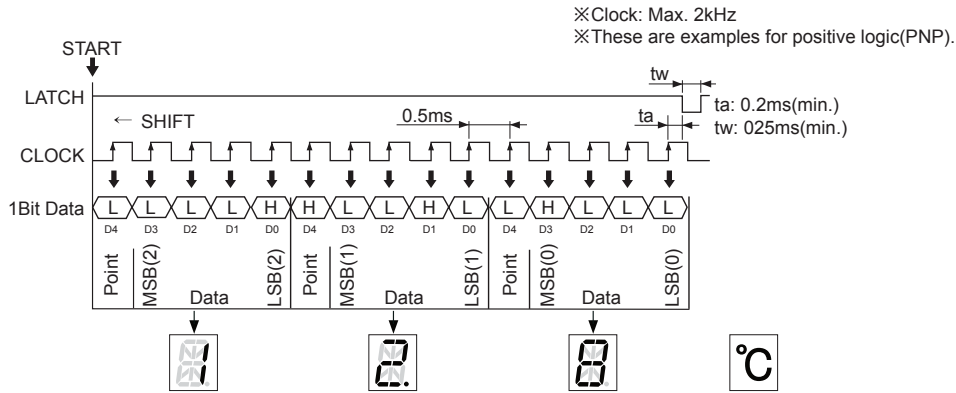 ※Clock: Max. 2kHz
※These are examples for positive logic(PNP).
START
tw
LATCH
ta: 0.2ms(min.)
← SHIFT
0.5ms
ta
tw: 025ms(min.)
CLOCK
1Bit Data L L L L H H L L H L L H L L L
D4 D3 D2 D1 D0 D4 D3 D2 D1 D0 D4 D3 D2 D1 D0
Point MSB(2) Data LSB(2) Point MSB(1) Data LSB(1) Point MSB(0) Data LSB(0)
1 2. 8 °C